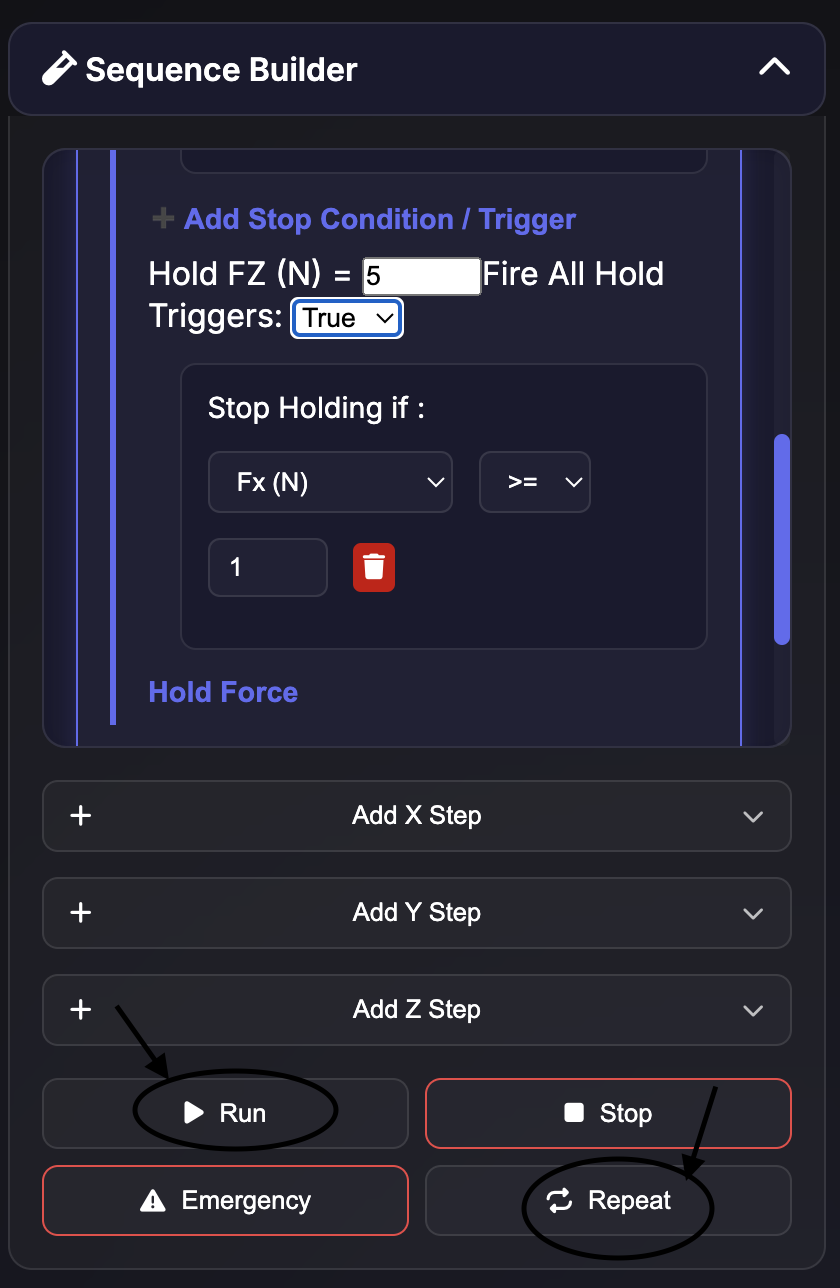 Sequence Builder
Add Stop Condition / Trigger
Hold FZ (N) = 5 Fire All Hold
Triggers: True
Stop Holding if :
Fx (N) >=
1
Hold Force
+ Add X Step
+ Add Y Step
+ Add Z Step
Run Stop
Emergency Repeat